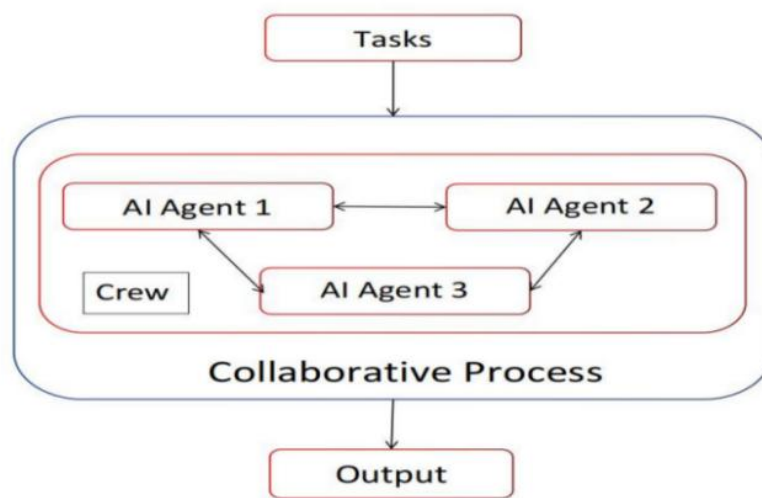 Tasks
AI Agent 1
AI Agent 2
Crew
AI Agent 3
Collaborative Process
Output